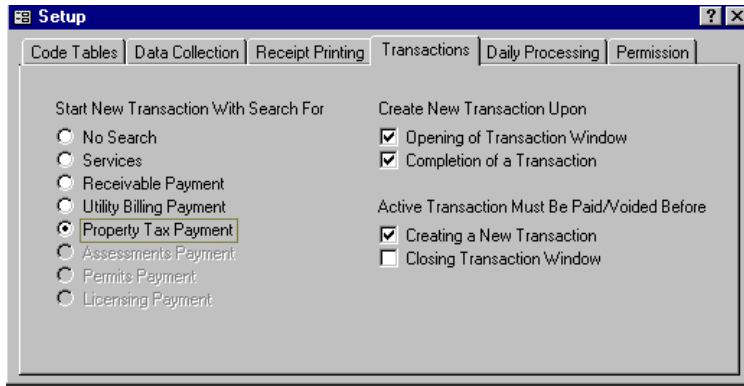 Setup
Code Tables Data Collection Receipt Printing Transactions Daily Processing Permission
Start New Transaction With Search For
No Search
Services
Receivable Payment
Utility Billing Payment
Property Tax Payment
Assessments Payment
Permits Payment
Licensing Payment
Create New Transaction Upon
Opening of Transaction Window
Completion of a Transaction
Active Transaction Must Be Paid/Voided Before
Creating a New Transaction
Closing Transaction Window